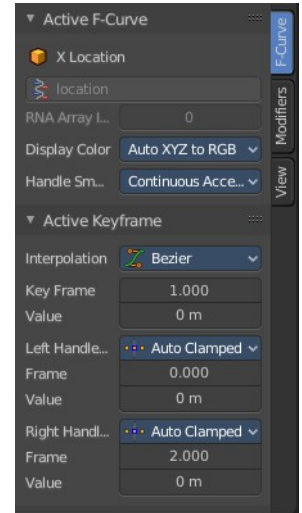 Active F-Curve
X Location
location
RNA Array I... 0
Display Color Auto XYZ to RGB
Handle Sm... Continuous Acce...
Active Keyframe
Interpolation Bezier
Key Frame 1.000
Value 0 m
Left Handle... Auto Clamped
Frame 0.000
Value 0 m
Right Handl... Auto Clamped
Frame 2.000
Value 0 m
F-Curve
Modifiers
View